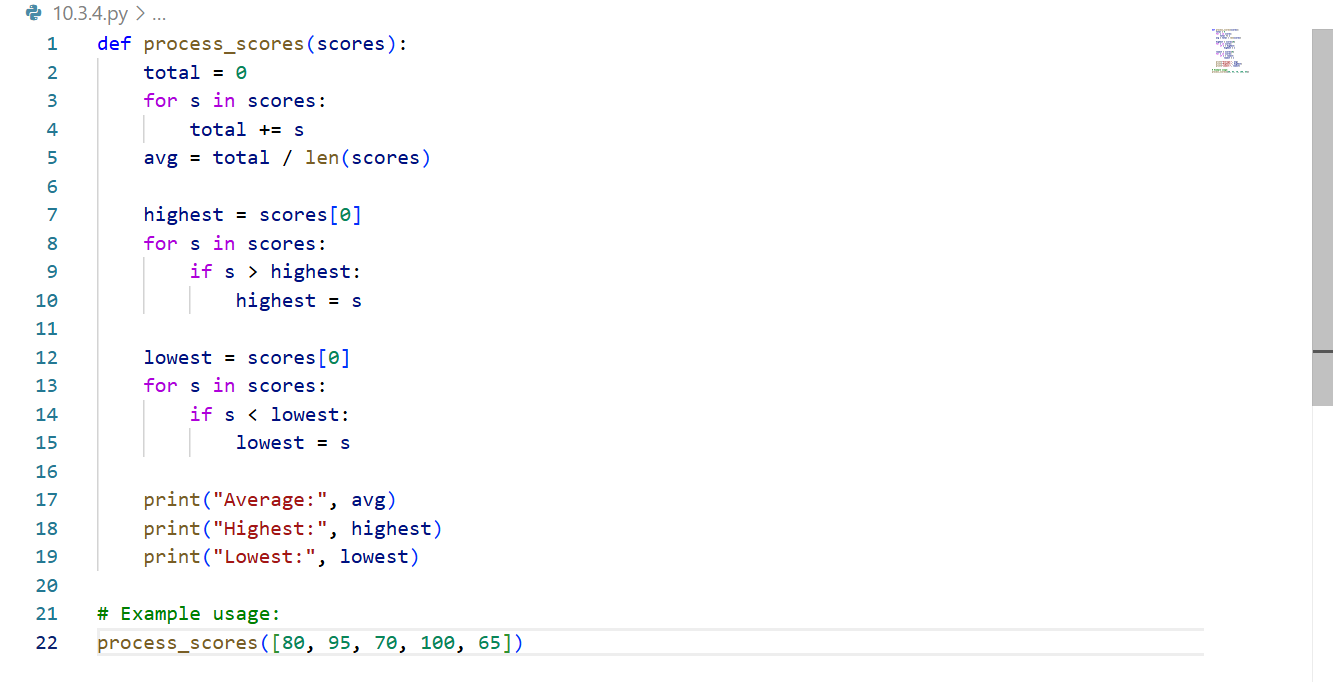 10.3.4.py > ...
1 def process_scores(scores):
2     total = 0
3     for s in scores:
4         total += s
5     avg = total / len(scores)
6
7     highest = scores[0]
8     for s in scores:
9         if s > highest:
10             highest = s
11
12     lowest = scores[0]
13     for s in scores:
14         if s < lowest:
15             lowest = s
16
17     print("Average:", avg)
18     print("Highest:", highest)
19     print("Lowest:", lowest)
20
21 # Example usage:
22 process_scores([80, 95, 70, 100, 65])